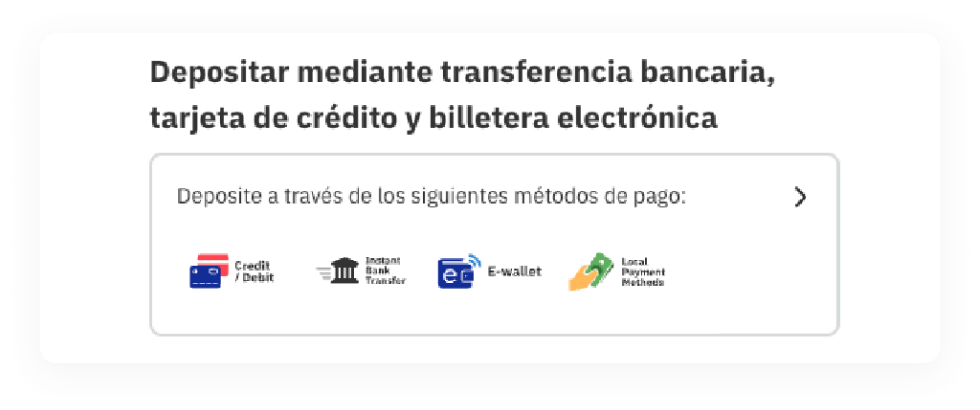 Depositar mediante transferencia bancaria,
tarjeta de crédito y billetera electrónica
Deposite a través de los siguientes métodos de pago:
Credit
/ Debit
Instant
Bank
Transfer
e
E-wallet
Local
Payment
Methods